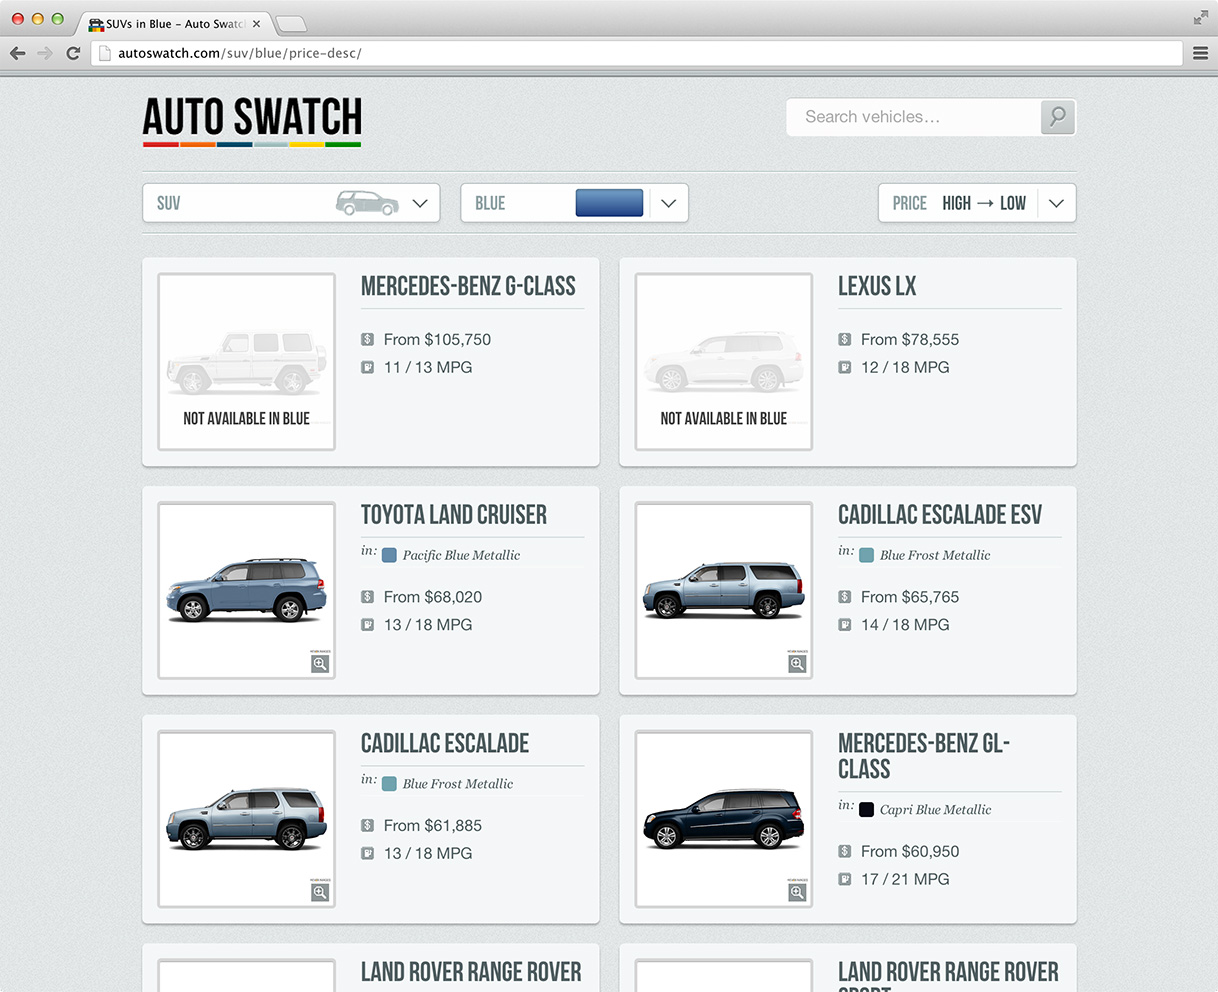 SUVs in Blue – Auto Swatc
autoswatch.com/suv/blue/price-desc/
AUTO SWATCH
Search vehicles…
SUV
BLUE
PRICE HIGH → LOW
MERCEDES-BENZ G-CLASS
From $105,750
11 / 13 MPG
NOT AVAILABLE IN BLUE
LEXUS LX
From $78,555
12 / 18 MPG
NOT AVAILABLE IN BLUE
TOYOTA LAND CRUISER
in: Pacific Blue Metallic
From $68,020
13 / 18 MPG
CADILLAC ESCALADE ESV
in: Blue Frost Metallic
From $65,765
14 / 18 MPG
CADILLAC ESCALADE
in: Blue Frost Metallic
From $61,885
13 / 18 MPG
MERCEDES-BENZ GL-
CLASS
in: Capri Blue Metallic
From $60,950
17 / 21 MPG
LAND ROVER RANGE ROVER
LAND ROVER RANGE ROVER
SPORT